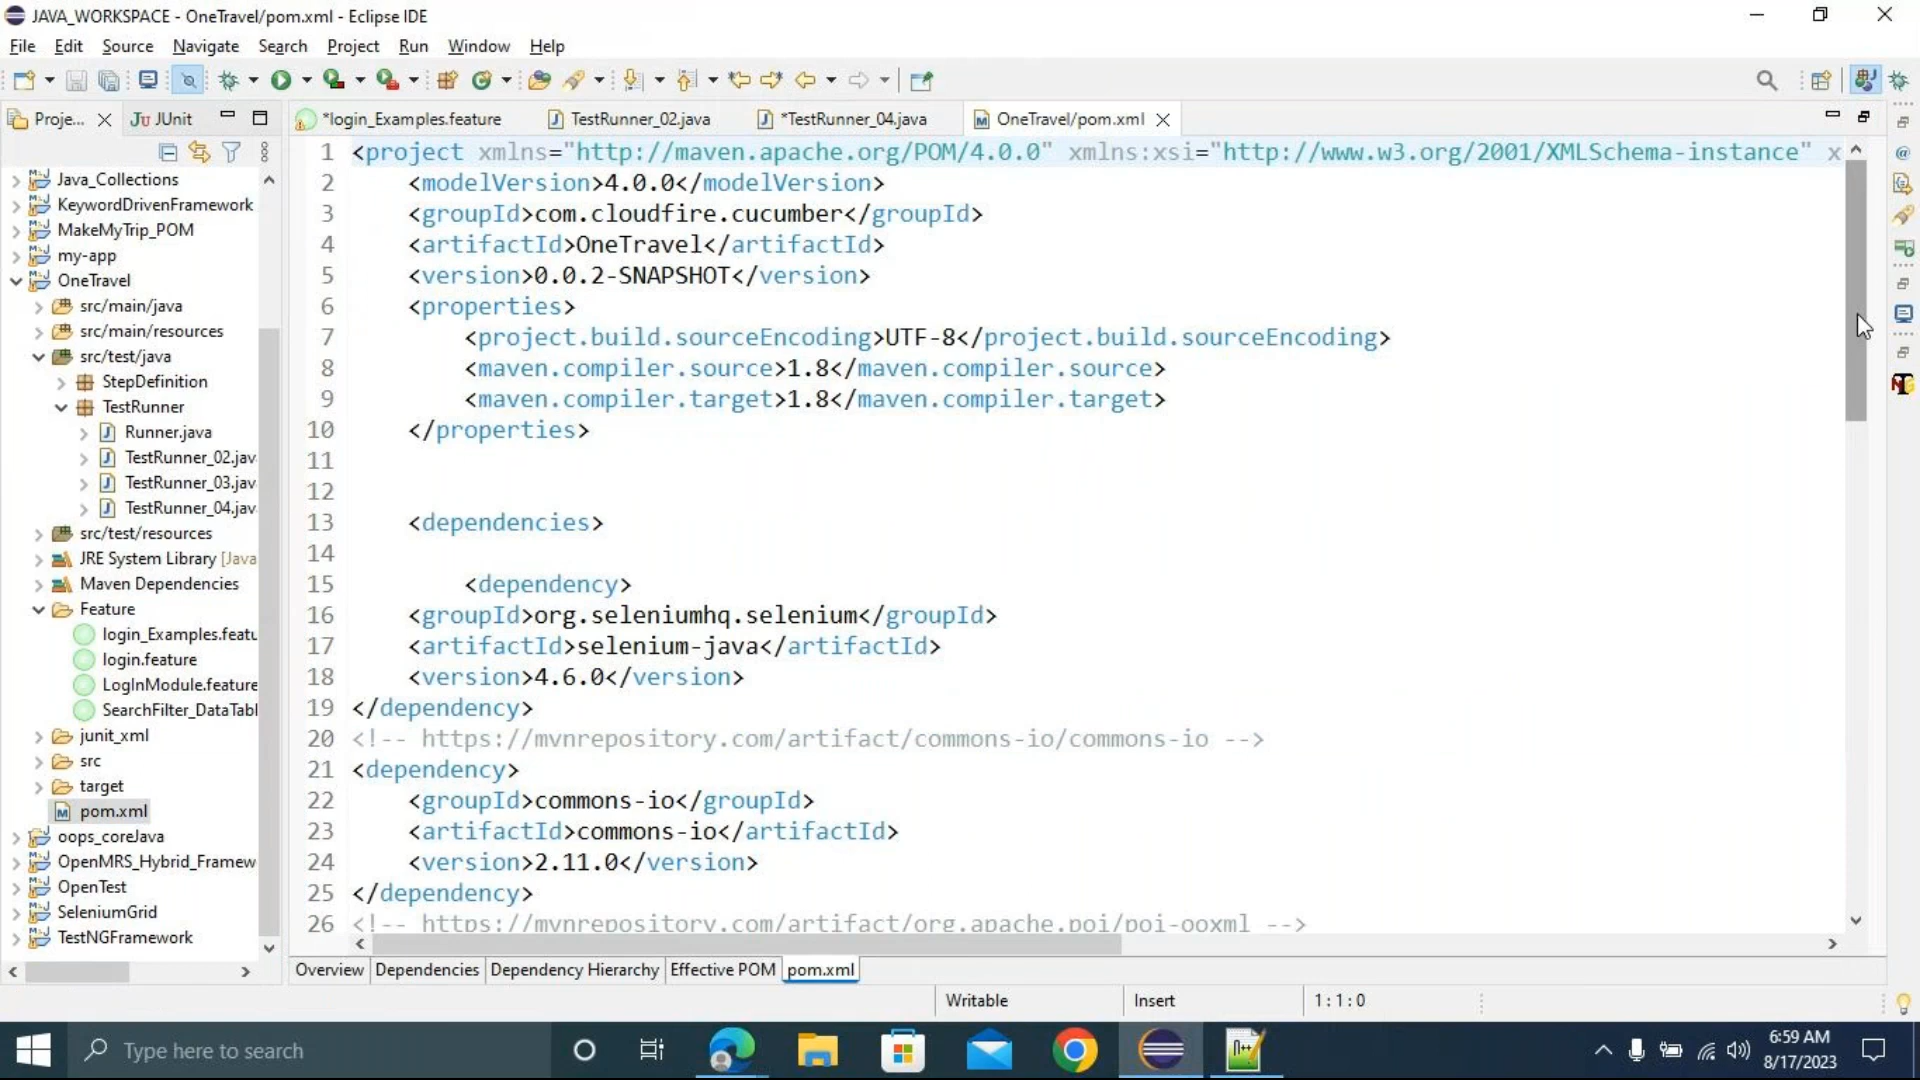 JAVA_WORKSPACE - OneTravel/pom.xml - Eclipse IDE
File Edit Source Navigate Search Project Run Window Help
Proje... JUnit
*login_Examples.feature TestRunner_02.java *TestRunner_04.java OneTravel/pom.xml
Java_Collections
KeywordDrivenFramework
MakeMyTrip_POM
my-app
OneTravel
src/main/java
src/main/resources
src/test/java
StepDefinition
TestRunner
Runner.java
TestRunner_02.jav
TestRunner_03.jav
TestRunner_04.jav
src/test/resources
JRE System Library [Java
Maven Dependencies
Feature
login_Examples.featu
login.feature
LogInModule.feature
SearchFilter_DataTabl
junit_xml
src
target
pom.xml
oops_coreJava
OpenMRS_Hybrid_Framew
OpenTest
SeleniumGrid
TestNGFramework
1 <project xmlns="http://maven.apache.org/POM/4.0.0" xmlns:xsi="http://www.w3.org/2001/XMLSchema-instance" x
2 <modelVersion>4.0.0</modelVersion>
3 <groupId>com.cloudfire.cucumber</groupId>
4 <artifactId>OneTravel</artifactId>
5 <version>0.0.2-SNAPSHOT</version>
6 <properties>
7 <project.build.sourceEncoding>UTF-8</project.build.sourceEncoding>
8 <maven.compiler.source>1.8</maven.compiler.source>
9 <maven.compiler.target>1.8</maven.compiler.target>
10 </properties>
11
12
13 <dependencies>
14
15 <dependency>
16 <groupId>org.seleniumhq.selenium</groupId>
17 <artifactId>selenium-java</artifactId>
18 <version>4.6.0</version>
19 </dependency>
20 <!-- https://mvnrepository.com/artifact/commons-io/commons-io -->
21 <dependency>
22 <groupId>commons-io</groupId>
23 <artifactId>commons-io</artifactId>
24 <version>2.11.0</version>
25 </dependency>
26 <!-- https://mvnrepository.com/artifact/org.apache.poi/poi-ooxml -->
Overview Dependencies Dependency Hierarchy Effective POM pom.xml
Writable Insert 1:1:0
Type here to search
6:59 AM
8/17/2023